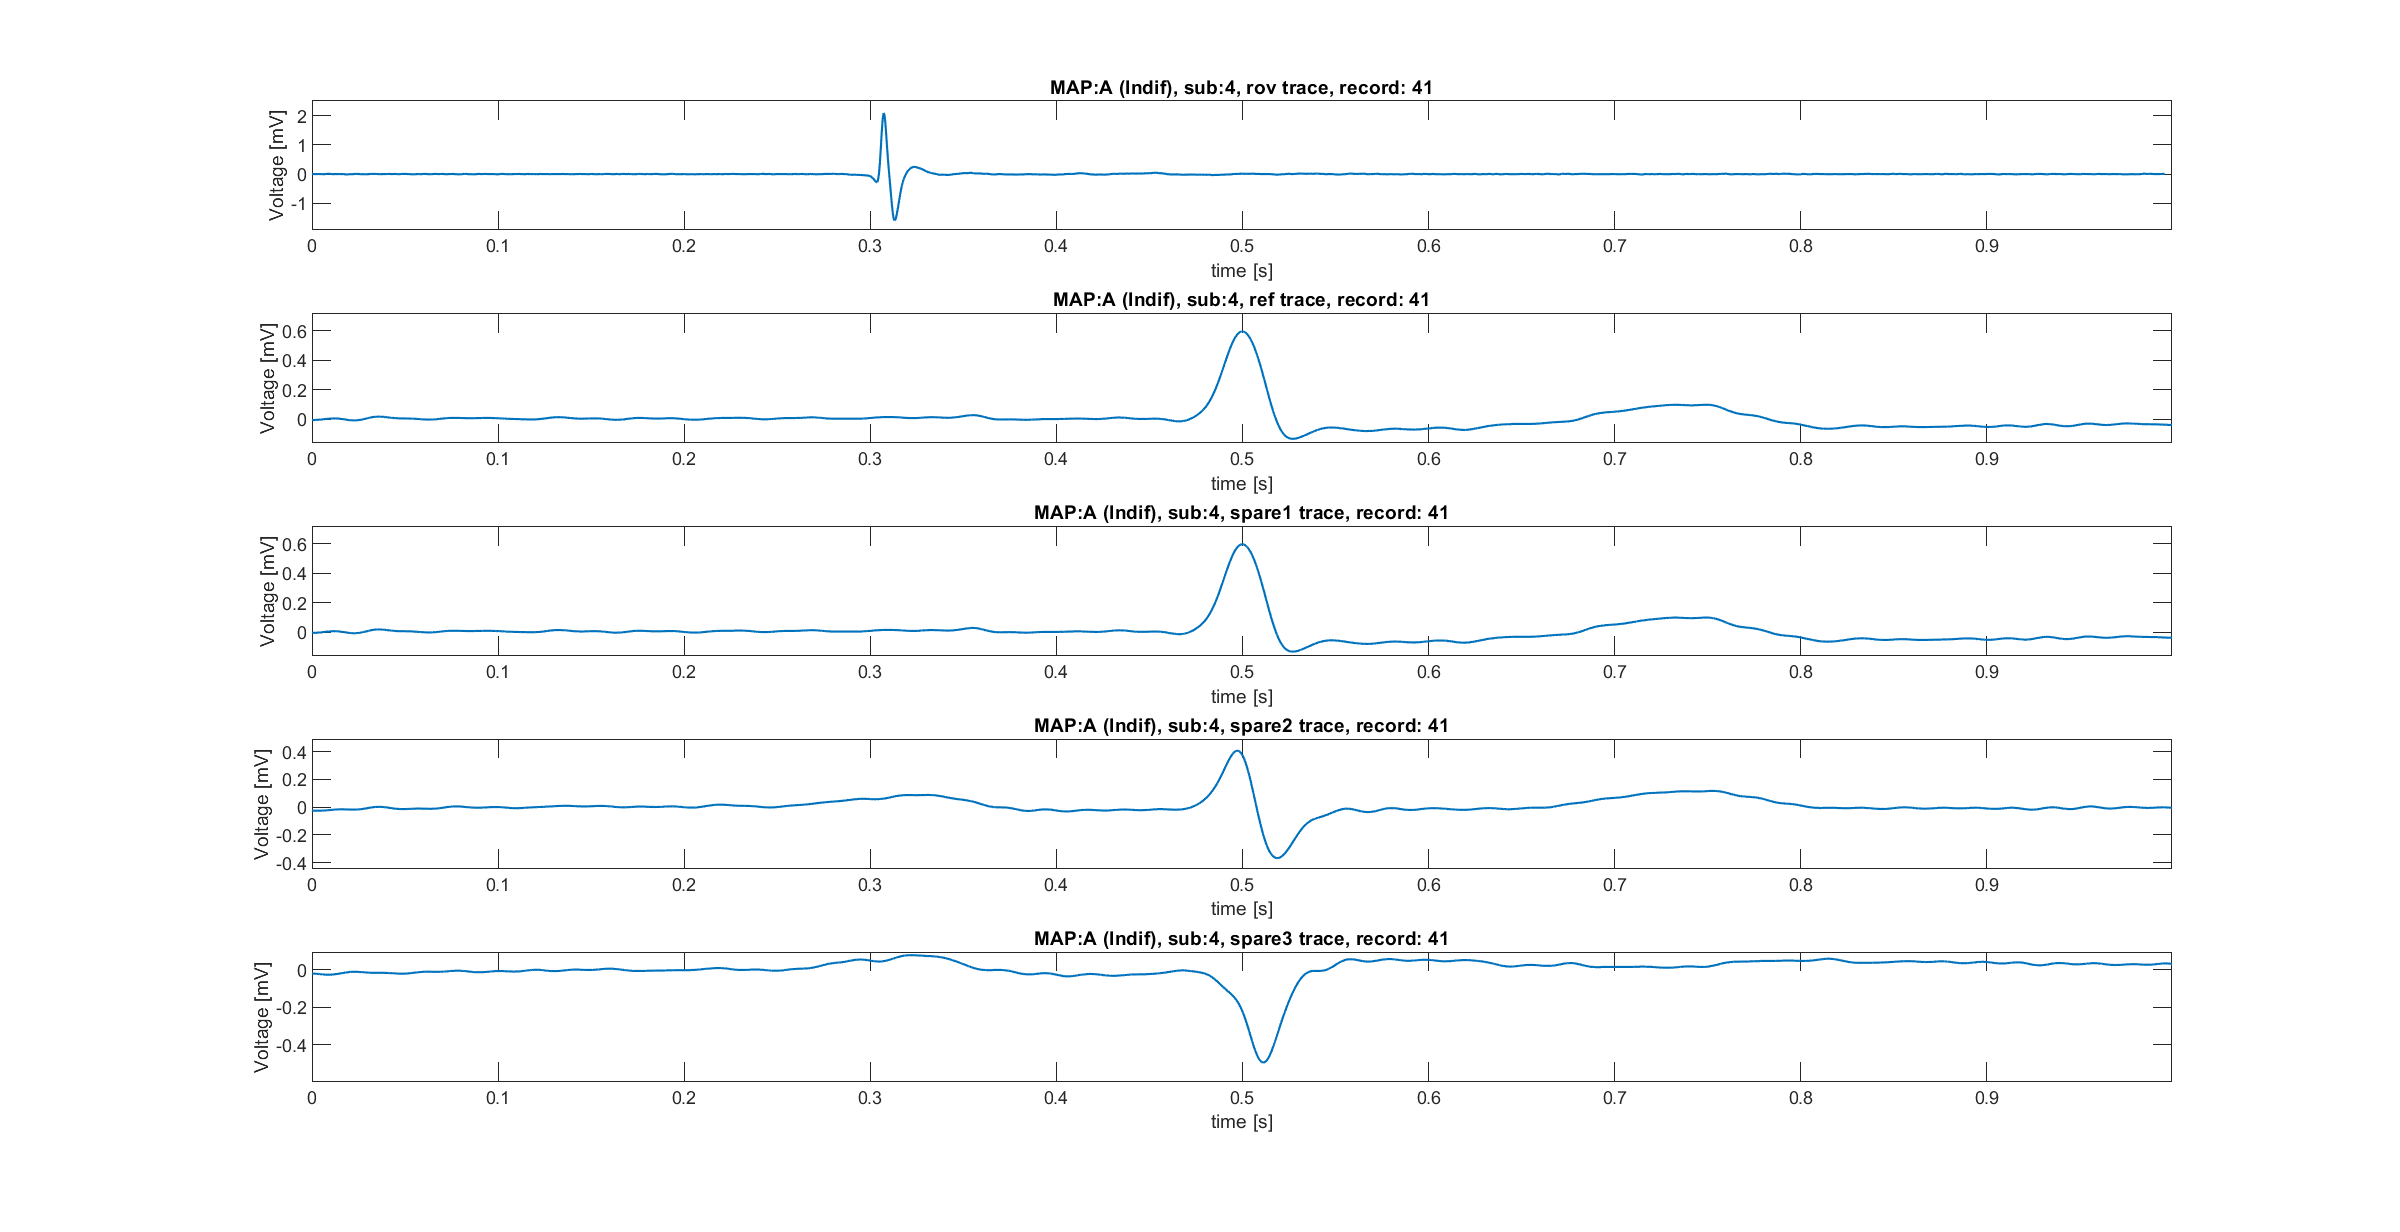 MAP:A (Indif), sub:4, rov trace, record: 41
Voltage [mV]
2
1
0
-1
0 0.1 0.2 0.3 0.4 0.5 0.6 0.7 0.8 0.9
time [s]
MAP:A (Indif), sub:4, ref trace, record: 41
Voltage [mV]
0.6
0.4
0.2
0
0 0.1 0.2 0.3 0.4 0.5 0.6 0.7 0.8 0.9
time [s]
MAP:A (Indif), sub:4, spare1 trace, record: 41
Voltage [mV]
0.6
0.4
0.2
0
0 0.1 0.2 0.3 0.4 0.5 0.6 0.7 0.8 0.9
time [s]
MAP:A (Indif), sub:4, spare2 trace, record: 41
Voltage [mV]
0.4
0.2
0
-0.2
-0.4
0 0.1 0.2 0.3 0.4 0.5 0.6 0.7 0.8 0.9
time [s]
MAP:A (Indif), sub:4, spare3 trace, record: 41
Voltage [mV]
0
-0.2
-0.4
0 0.1 0.2 0.3 0.4 0.5 0.6 0.7 0.8 0.9
time [s]